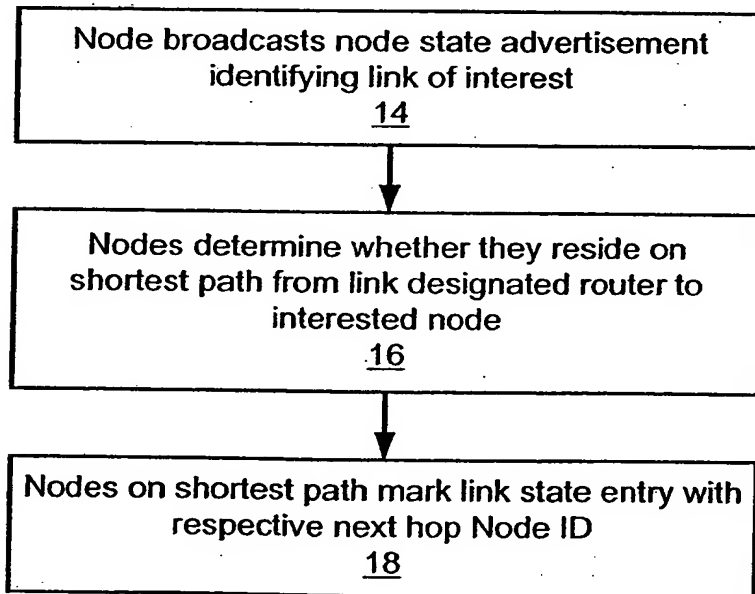 Node broadcasts node state advertisement
identifying link of interest
14
Nodes determine whether they reside on
shortest path from link designated router to
interested node
16
Nodes on shortest path mark link state entry with
respective next hop Node ID
18